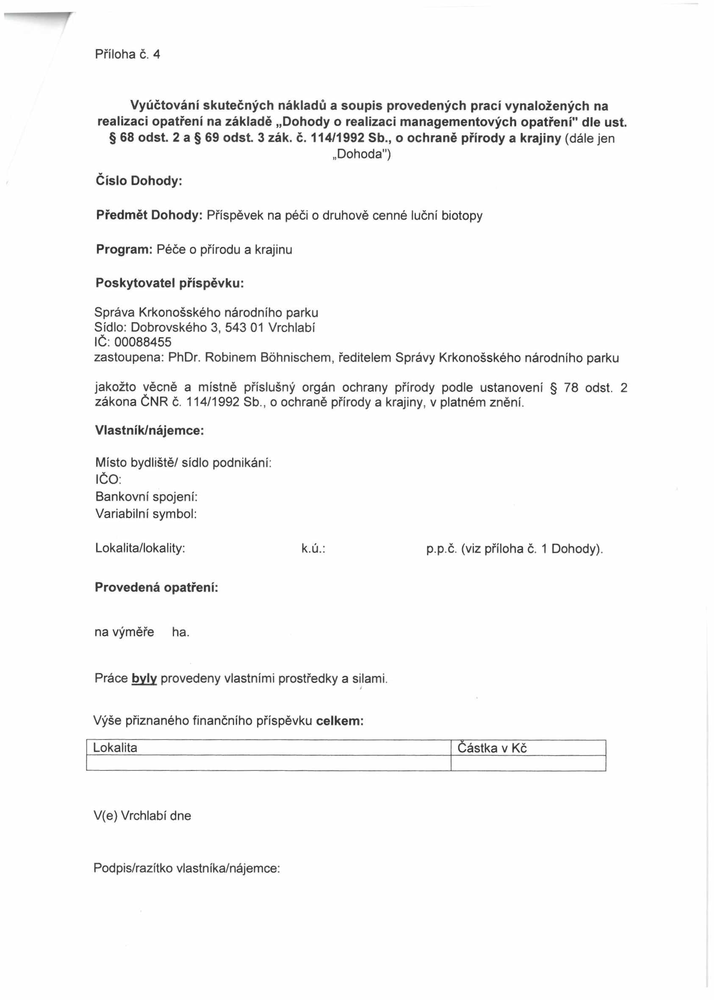 Příloha č. 4
Vyúčtování skutečných nákladů a soupis provedených prací vynaložených na
realizaci opatření na základě „Dohody o realizaci managementových opatření" dle ust.
§ 68 odst. 2 a § 69 odst. 3 zák. č. 114/1992 Sb., o ochraně přírody a krajiny (dále jen
„Dohoda")
Číslo Dohody:
Předmět Dohody: Příspěvek na péči o druhově cenné luční biotopy
Program: Péče o přírodu a krajinu
Poskytovatel příspěvku:
Správa Krkonošského národního parku
Sídlo: Dobrovského 3, 543 01 Vrchlabí
IČ: 00088455
zastoupena: PhDr. Robinem Böhnischem, ředitelem Správy Krkonošského národního parku
jakožto věcně a místně příslušný orgán ochrany přírody podle ustanovení § 78 odst. 2
zákona ČNR č. 114/1992 Sb., o ochraně přírody a krajiny, v platném znění.
Vlastník/nájemce:
Místo bydliště/ sídlo podnikání:
IČO:
Bankovní spojení:
Variabilní symbol:
Lokalita/lokality: k.ú.: p.p.č. (viz příloha č. 1 Dohody).
Provedená opatření:
na výměře ha.
Práce byly provedeny vlastními prostředky a silami.
Výše přiznaného finančního příspěvku celkem:
Lokalita Částka v Kč
V(e) Vrchlabí dne
Podpis/razítko vlastníka/nájemce: